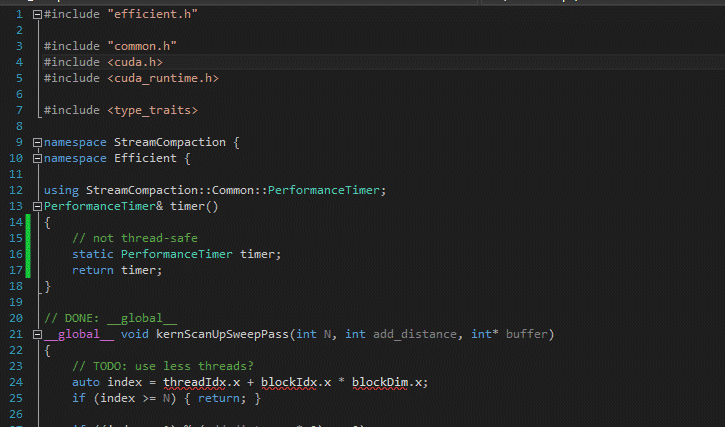 1 #include "efficient.h"
2
3 #include "common.h"
4 #include <cuda.h>
5 #include <cuda_runtime.h>
6
7 #include <type_traits>
8
9 namespace StreamCompaction {
10 namespace Efficient {
11
12 using StreamCompaction::Common::PerformanceTimer;
13 PerformanceTimer& timer()
14 {
15 // not thread-safe
16 static PerformanceTimer timer;
17 return timer;
18 }
19
20 // DONE: __global__
21 __global__ void kernScanUpSweepPass(int N, int add_distance, int* buffer)
22 {
23 // TODO: use less threads?
24 auto index = threadIdx.x + blockIdx.x * blockDim.x;
25 if (index >= N) { return; }
26